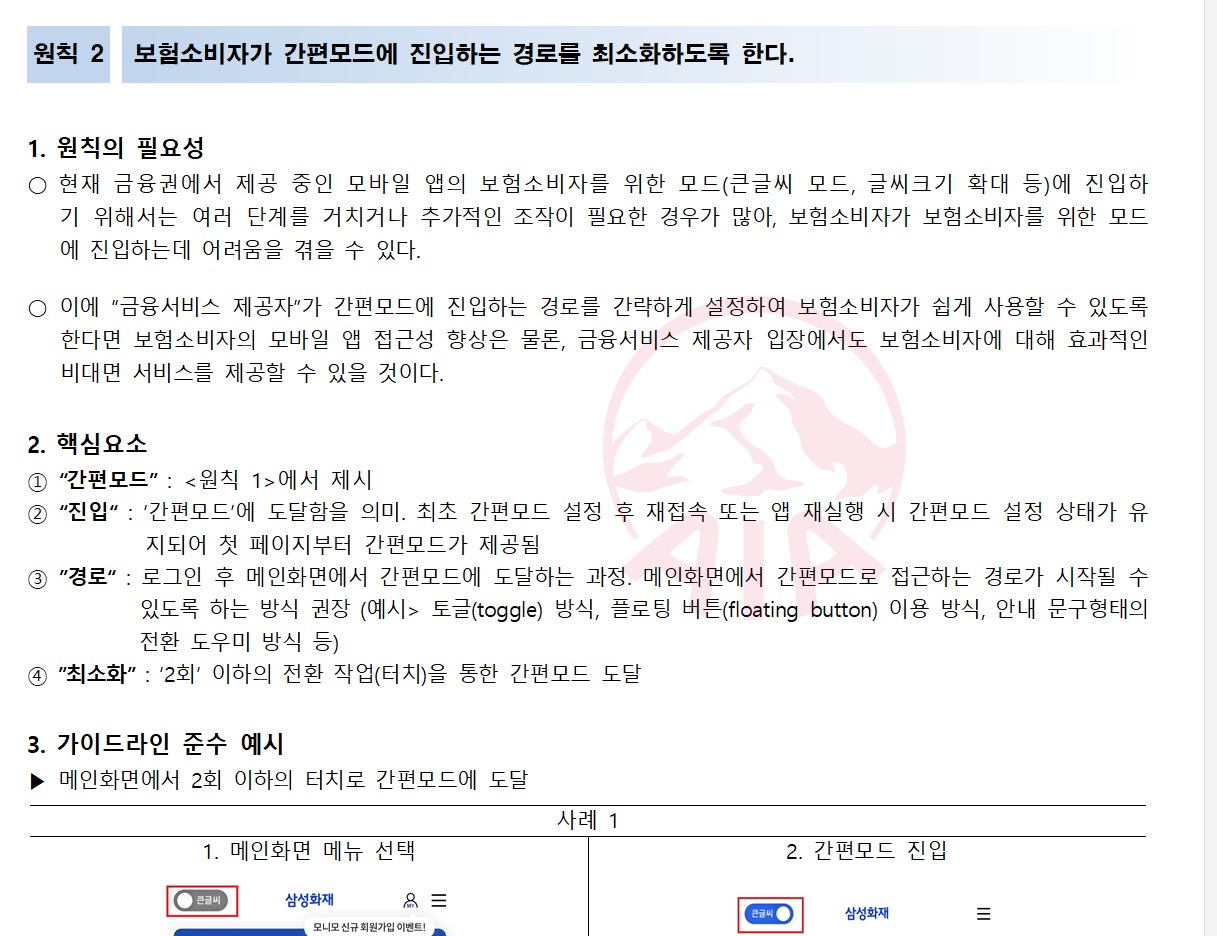 원칙 2 보험소비자가 간편모드에 진입하는 경로를 최소화하도록 한다.
1. 원칙의 필요성
○ 현재 금융권에서 제공 중인 모바일 앱의 보험소비자를 위한 모드(큰글씨 모드, 글씨크기 확대 등)에 진입하
기 위해서는 여러 단계를 거치거나 추가적인 조작이 필요한 경우가 많아, 보험소비자가 보험소비자를 위한 모드
에 진입하는데 어려움을 겪을 수 있다.
○ 이에 “금융서비스 제공자”가 간편모드에 진입하는 경로를 간략하게 설정하여 보험소비자가 쉽게 사용할 수 있도록
한다면 보험소비자의 모바일 앱 접근성 향상은 물론, 금융서비스 제공자 입장에서도 보험소비자에 대해 효과적인
비대면 서비스를 제공할 수 있을 것이다.
AIA
2. 핵심요소
① “간편모드” : <원칙 1>에서 제시
② “진입“ : ’간편모드’에 도달함을 의미. 최초 간편모드 설정 후 재접속 또는 앱 재실행 시 간편모드 설정 상태가 유
지되어 첫 페이지부터 간편모드가 제공됨
③ ”경로“ : 로그인 후 메인화면에서 간편모드에 도달하는 과정. 메인화면에서 간편모드로 접근하는 경로가 시작될 수
있도록 하는 방식 권장 (예시> 토글(toggle) 방식, 플로팅 버튼(floating button) 이용 방식, 안내 문구형태의
전환 도우미 방식 등)
④ ”최소화” : ’2회’ 이하의 전환 작업(터치)을 통한 간편모드 도달
3. 가이드라인 준수 예시
▶ 메인화면에서 2회 이하의 터치로 간편모드에 도달
사례 1
1. 메인화면 메뉴 선택
2. 간편모드 진입
큰글씨 삼성화재 MY
모니모 신규 회원가입 이벤트!
큰글씨 삼성화재